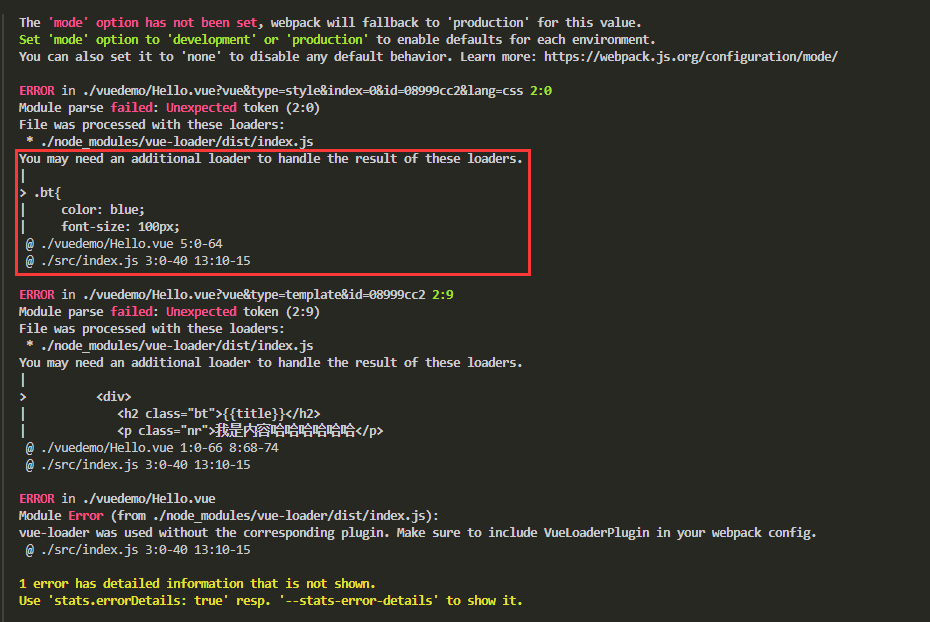 The 'mode' option has not been set, webpack will fallback to 'production' for this value.
Set 'mode' option to 'development' or 'production' to enable defaults for each environment.
You can also set it to 'none' to disable any default behavior. Learn more: https://webpack.js.org/configuration/mode/
ERROR in ./vuedemo/Hello.vue?vue&type=style&index=0&id=08999cc2&lang=css 2:0
Module parse failed: Unexpected token (2:0)
File was processed with these loaders:
 * ./node_modules/vue-loader/dist/index.js
You may need an additional loader to handle the result of these loaders.
|
> .bt{
|     color: blue;
|     font-size: 100px;
 @ ./vuedemo/Hello.vue 5:0-64
 @ ./src/index.js 3:0-40 13:10-15
ERROR in ./vuedemo/Hello.vue?vue&type=template&id=08999cc2 2:9
Module parse failed: Unexpected token (2:9)
File was processed with these loaders:
 * ./node_modules/vue-loader/dist/index.js
You may need an additional loader to handle the result of these loaders.
|
>         <div>
|            <h2 class="bt">{{title}}</h2>
|            <p class="nr">我是内容哈哈哈哈哈哈</p>
 @ ./vuedemo/Hello.vue 1:0-66 8:68-74
 @ ./src/index.js 3:0-40 13:10-15
ERROR in ./vuedemo/Hello.vue
Module Error (from ./node_modules/vue-loader/dist/index.js):
vue-loader was used without the corresponding plugin. Make sure to include VueLoaderPlugin in your webpack config.
 @ ./src/index.js 3:0-40 13:10-15
1 error has detailed information that is not shown.
Use 'stats.errorDetails: true' resp. '--stats-error-details' to show it.